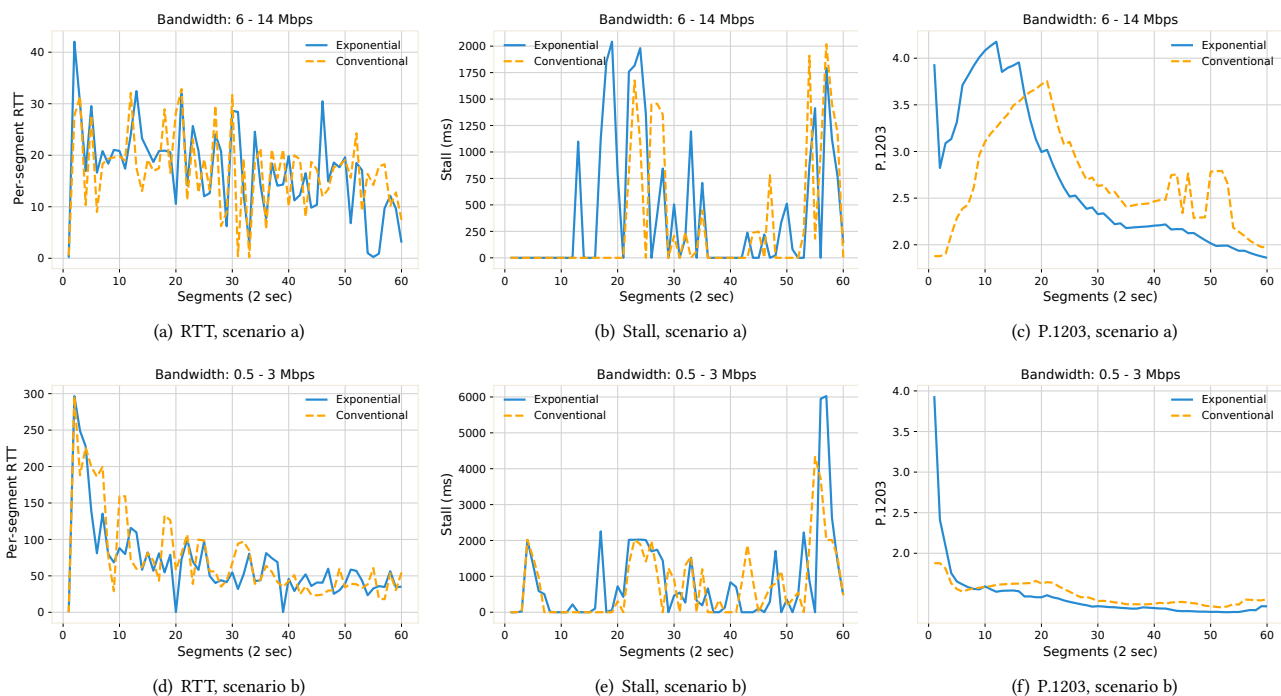 Bandwidth: 6 - 14 Mbps
Per-segment RTT
40
30
20
10
0
Exponential
Conventional
0 10 20 30 40 50 60
Segments (2 sec)
(a) RTT, scenario a)
Bandwidth: 6 - 14 Mbps
Stall (ms)
2000
1750
1500
1250
1000
750
500
250
0
Exponential
Conventional
0 10 20 30 40 50 60
Segments (2 sec)
(b) Stall, scenario a)
Bandwidth: 6 - 14 Mbps
P.1203
4.0
3.5
3.0
2.5
2.0
Exponential
Conventional
0 10 20 30 40 50 60
Segments (2 sec)
(c) P.1203, scenario a)
Bandwidth: 0.5 - 3 Mbps
Per-segment RTT
300
250
200
150
100
50
0
Exponential
Conventional
0 10 20 30 40 50 60
Segments (2 sec)
(d) RTT, scenario b)
Bandwidth: 0.5 - 3 Mbps
Stall (ms)
6000
5000
4000
3000
2000
1000
0
Exponential
Conventional
0 10 20 30 40 50 60
Segments (2 sec)
(e) Stall, scenario b)
Bandwidth: 0.5 - 3 Mbps
P.1203
4.0
3.5
3.0
2.5
2.0
Exponential
Conventional
0 10 20 30 40 50 60
Segments (2 sec)
(f) P.1203, scenario b)